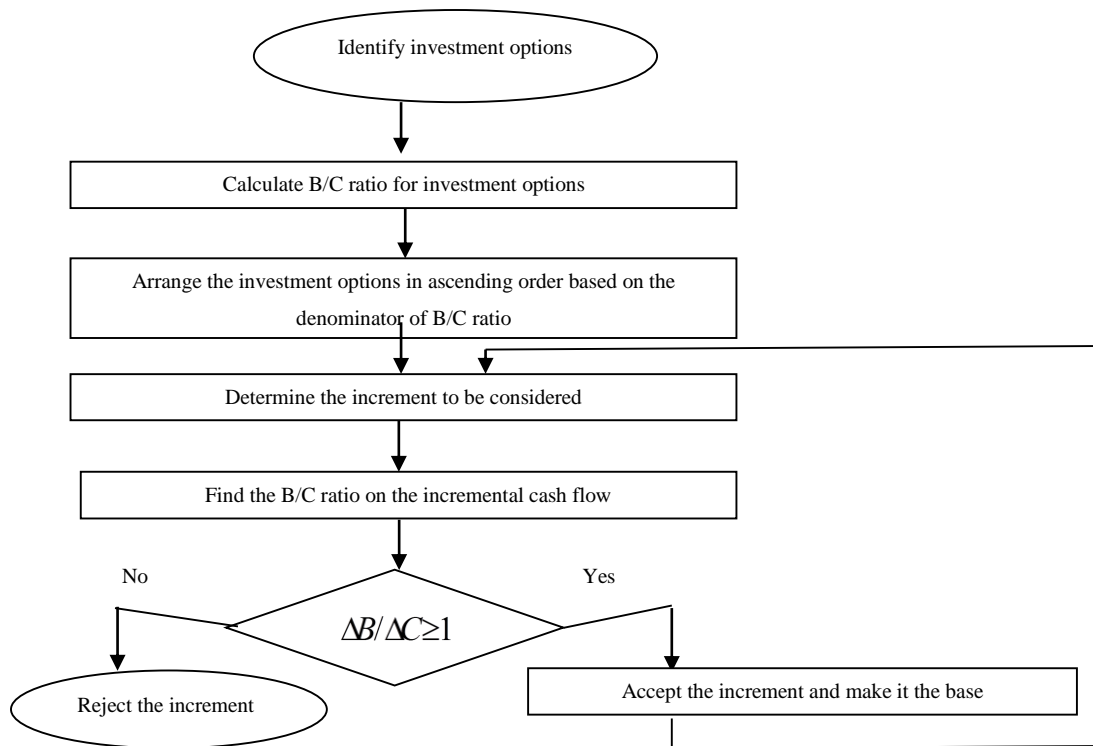 Identify investment options
Calculate B/C ratio for investment options
Arrange the investment options in ascending order based on the
denominator of B/C ratio
Determine the increment to be considered
Find the B/C ratio on the incremental cash flow
No
Yes
ΔB/ΔC≥1
Reject the increment
Accept the increment and make it the base